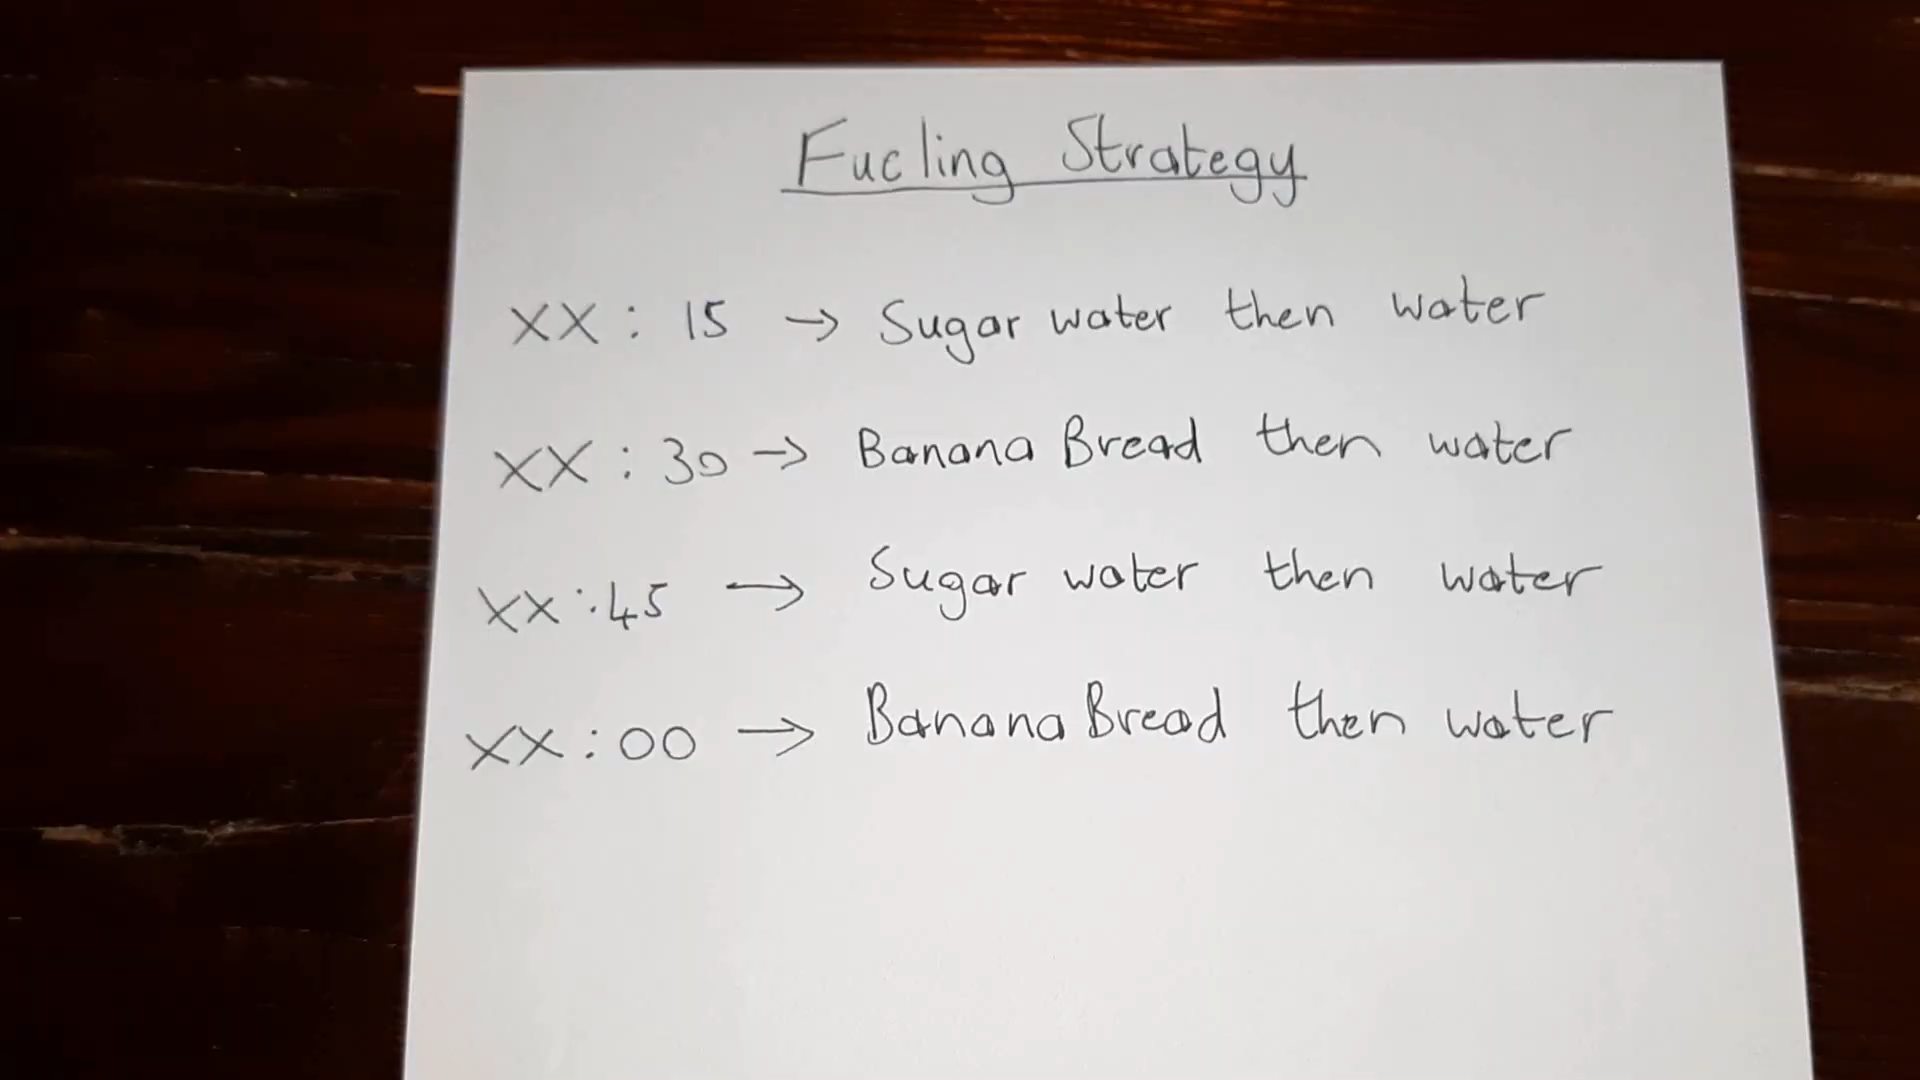 Fueling Strategy
XX : 15 → Sugar water then water
XX : 30 → Banana Bread then water
XX : 45 → Sugar water then water
XX : 00 → Banana Bread then water